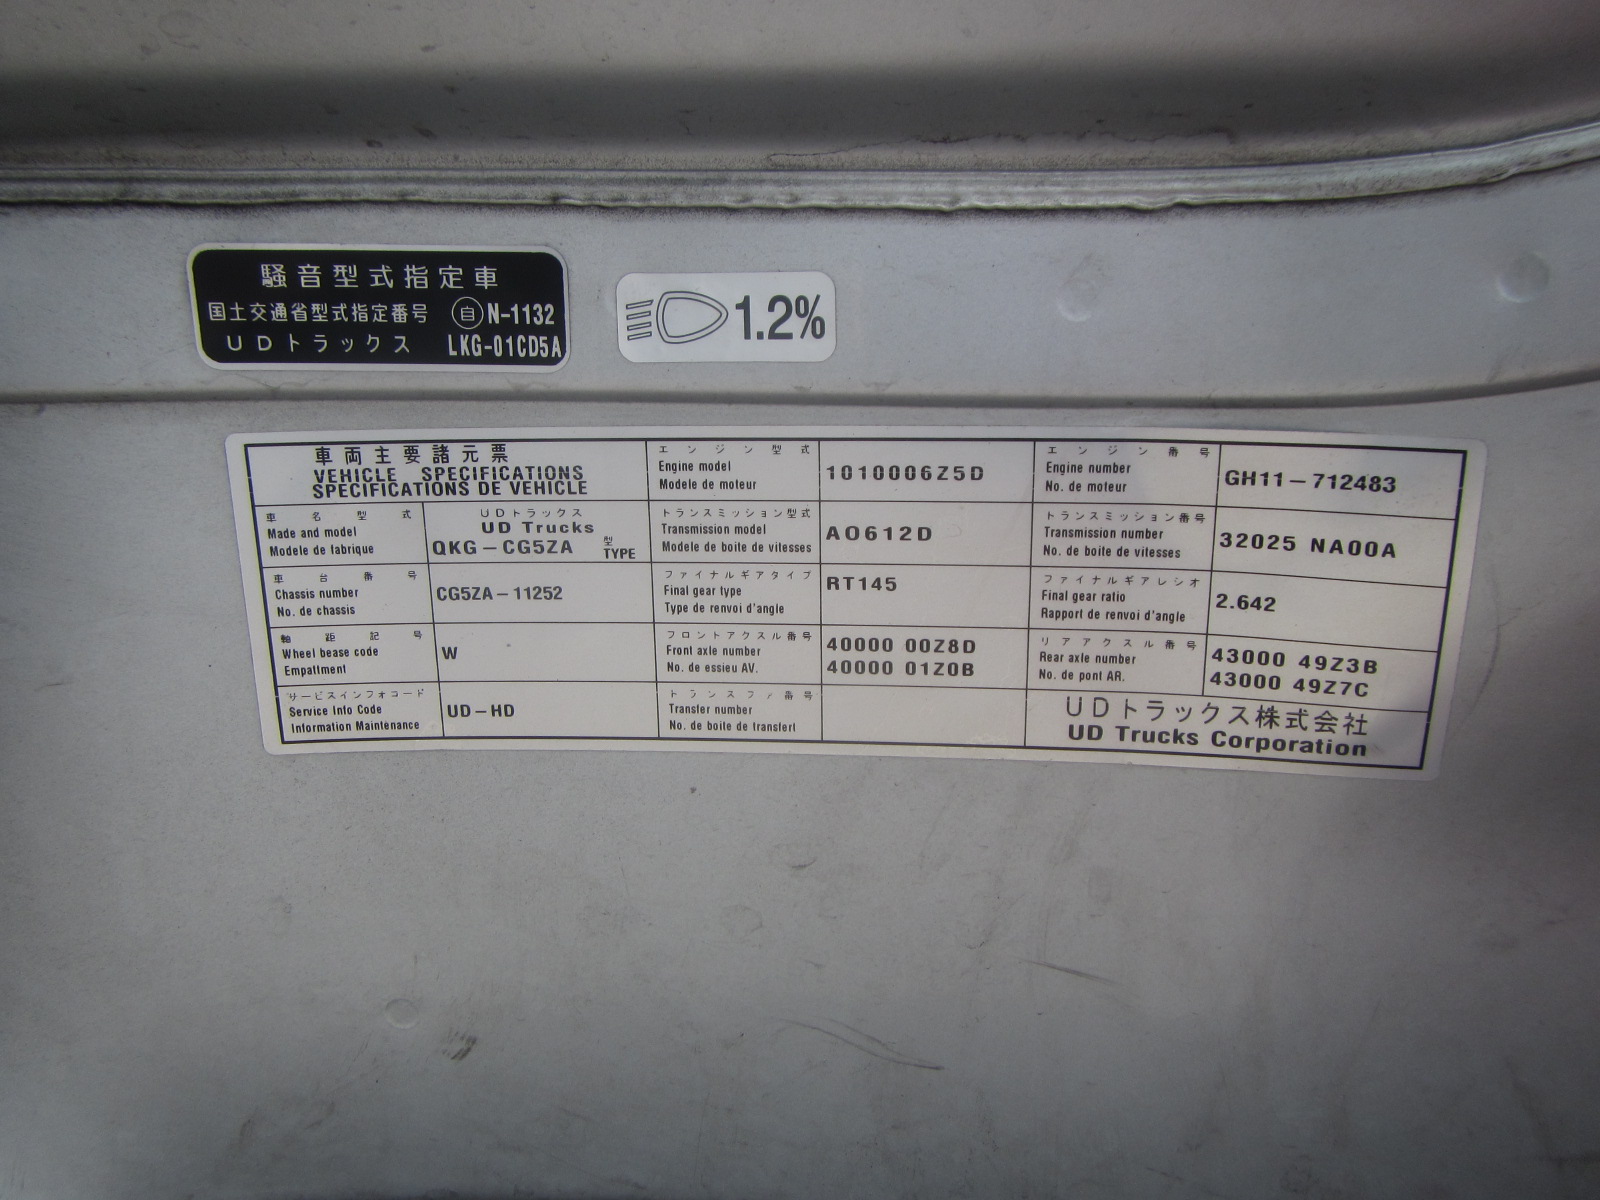 騒音型式指定車
国土交通省型式指定番号 自 N-1132
UDトラックス LKG-01CD5A
1.2%
車両主要諸元票
VEHICLE SPECIFICATIONS
SPECIFICATIONS DE VEHICLE
エンジン型式
Engine model
Modele de moteur
1010006Z5D
エンジン番号
Engine number
No. de moteur
GH11-712483
車名型式
Made and model
Modele de fabrique
UDトラックス
UD Trucks
QKG-CG5ZA 型 TYPE
トランスミッション型式
Transmission model
Modele de boite de vitesses
AO612D
トランスミッション番号
Transmission number
No. de boite de vitesses
32025 NA00A
車台番号
Chassis number
No. de chassis
CG5ZA-11252
ファイナルギアタイプ
Final gear type
Type de renvoi d'angle
RT145
ファイナルギアレシオ
Final gear ratio
Rapport de renvoi d'angle
2.642
軸距記号
Wheel bease code
Empattment
W
フロントアクスル番号
Front axle number
No. de essieu AV.
40000 00Z8D
40000 01Z0B
リアアクスル番号
Rear axle number
No. de pont AR.
43000 49Z3B
43000 49Z7C
サービスインフォコード
Service Info Code
Information Maintenance
UD-HD
トランスファ番号
Transfer number
No. de boite de transfert
UDトラックス株式会社
UD Trucks Corporation